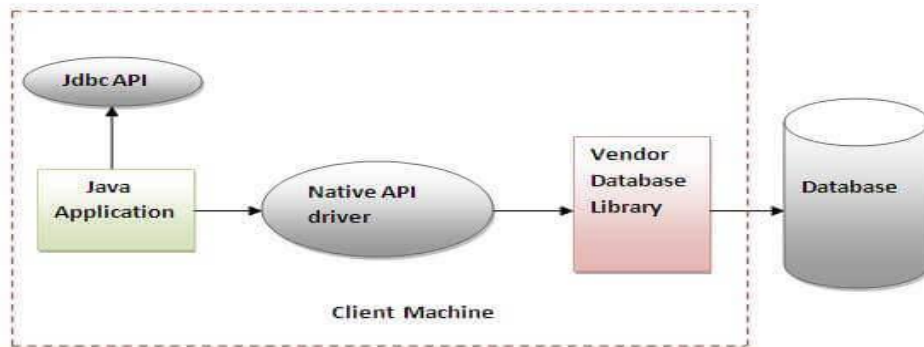 Jdbc API
Java
Application
Native API
driver
Vendor
Database
Library
Database
Client Machine